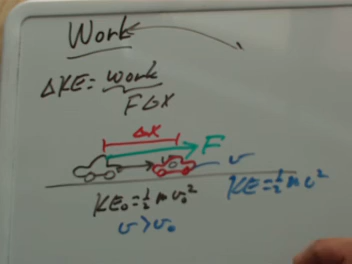 Work
ΔKE = work
FΔX
ΔX
F
v
KE₀ = ½ m v₀²
KE = ½ m v²
v > v₀